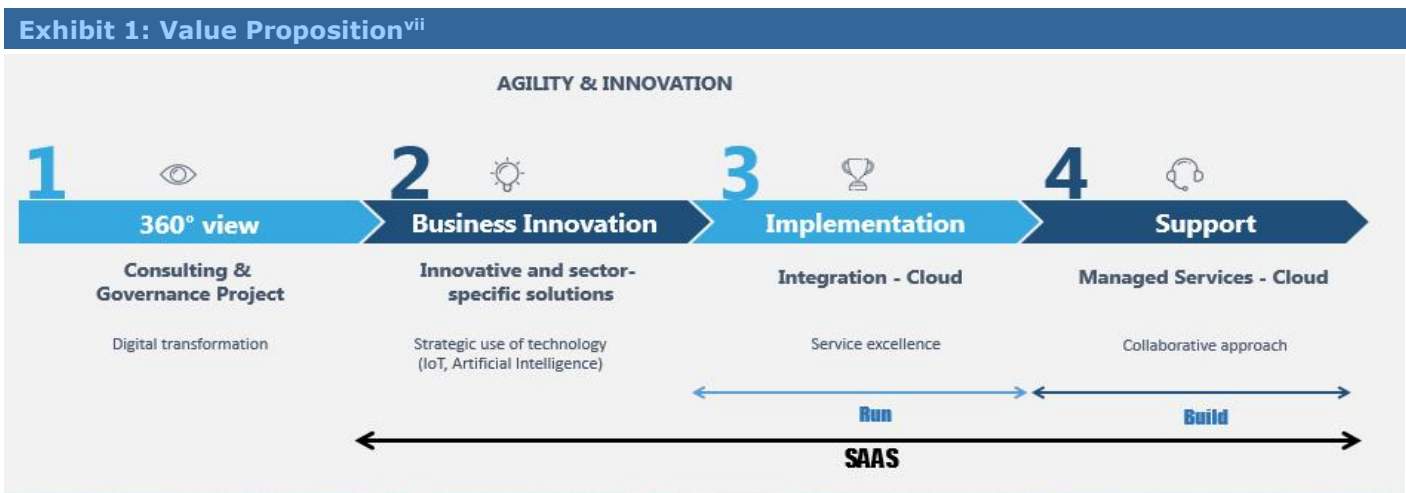 Exhibit 1: Value Proposition^vii
AGILITY & INNOVATION
1
360° view
Consulting &
Governance Project
Digital transformation
2
Business Innovation
Innovative and sector-
specific solutions
Strategic use of technology
(IoT, Artificial Intelligence)
3
Implementation
Integration - Cloud
Service excellence
4
Support
Managed Services - Cloud
Collaborative approach
Run
Build
SAAS